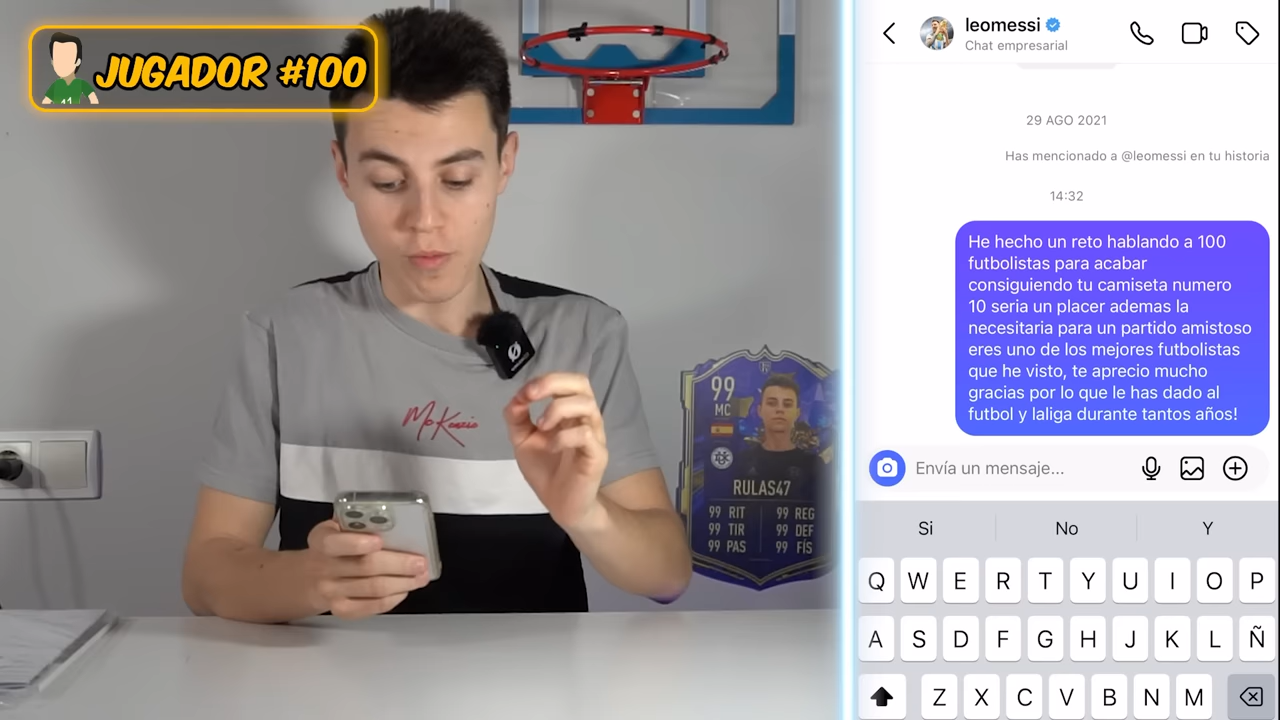 JUGADOR #100
McKenzie
99
MC
RULAS47
99 RIT 99 REG
99 TIR 99 DEF
99 PAS 99 FÍS
leomessi
Chat empresarial
29 AGO 2021
Has mencionado a @leomessi en tu historia
14:32
He hecho un reto hablando a 100
futbolistas para acabar
consiguiendo tu camiseta numero
10 seria un placer ademas la
necesitaria para un partido amistoso
eres uno de los mejores futbolistas
que he visto, te aprecio mucho
gracias por lo que le has dado al
futbol y laliga durante tantos años!
Envía un mensaje...
Si No Y
Q W E R T Y U I O P
A S D F G H J K L Ñ
Z X C V B N M